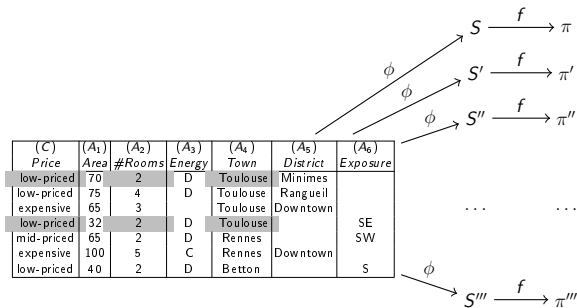 S f π
ϕ
S′ f π′
ϕ
S″ f π″
ϕ
(C) (A₁) (A₂) (A₃) (A₄) (A₅) (A₆)
Price Area #Rooms Energy Town District Exposure
low-priced 70 2 D Toulouse Minimes
low-priced 75 4 D Toulouse Rangueil
expensive 65 3 Toulouse Downtown
low-priced 32 2 D Toulouse SE
mid-priced 65 2 D Rennes SW
expensive 100 5 C Rennes Downtown
low-priced 40 2 D Betton S
... ...
ϕ
S‴ f π‴